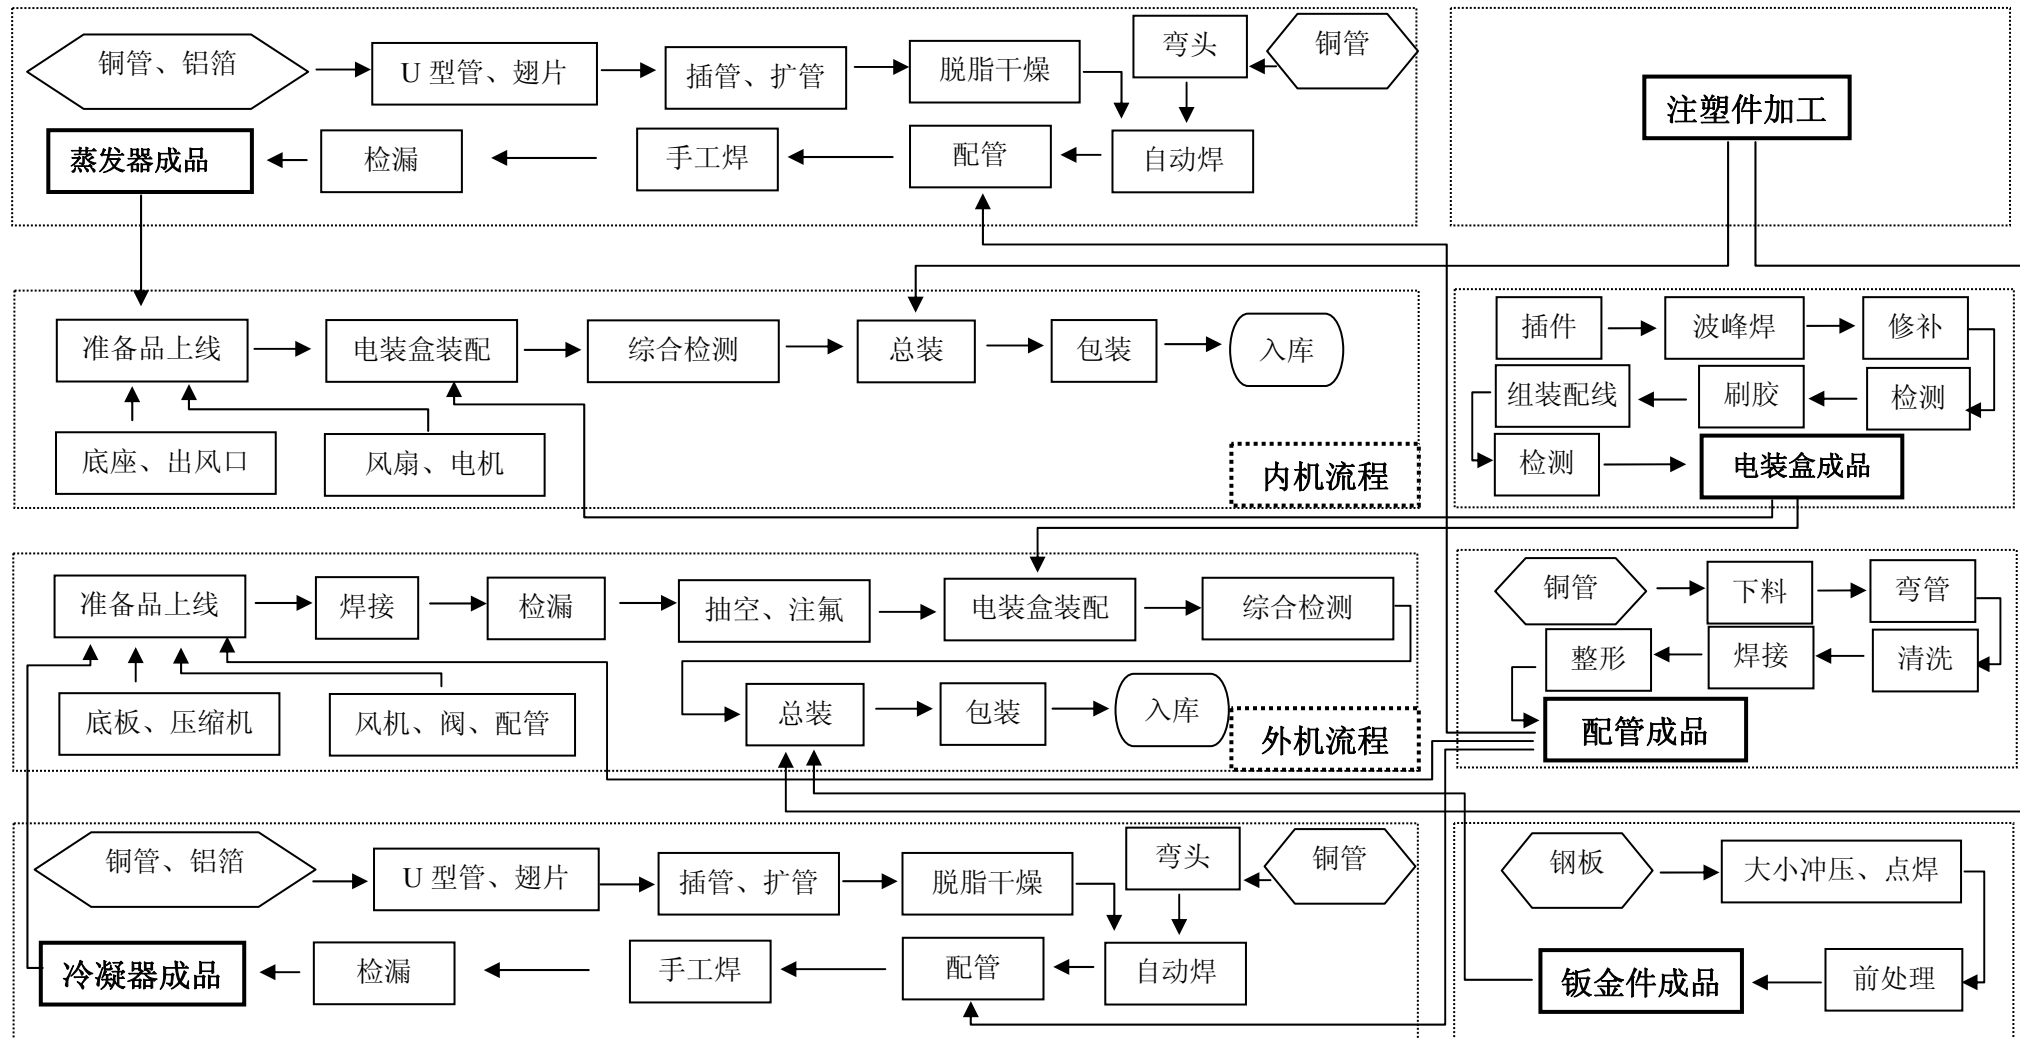 铜管、铝箔
U 型管、翅片
插管、扩管
脱脂干燥
弯头
铜管
蒸发器成品
检漏
手工焊
配管
自动焊
注塑件加工
准备品上线
电装盒装配
综合检测
总装
包装
入库
底座、出风口
风扇、电机
内机流程
插件
波峰焊
修补
组装配线
刷胶
检测
检测
电装盒成品
准备品上线
焊接
检漏
抽空、注氟
电装盒装配
综合检测
底板、压缩机
风机、阀、配管
总装
包装
入库
外机流程
铜管
下料
弯管
整形
焊接
清洗
配管成品
铜管、铝箔
U 型管、翅片
插管、扩管
脱脂干燥
弯头
铜管
冷凝器成品
检漏
手工焊
配管
自动焊
钢板
大小冲压、点焊
钣金件成品
前处理